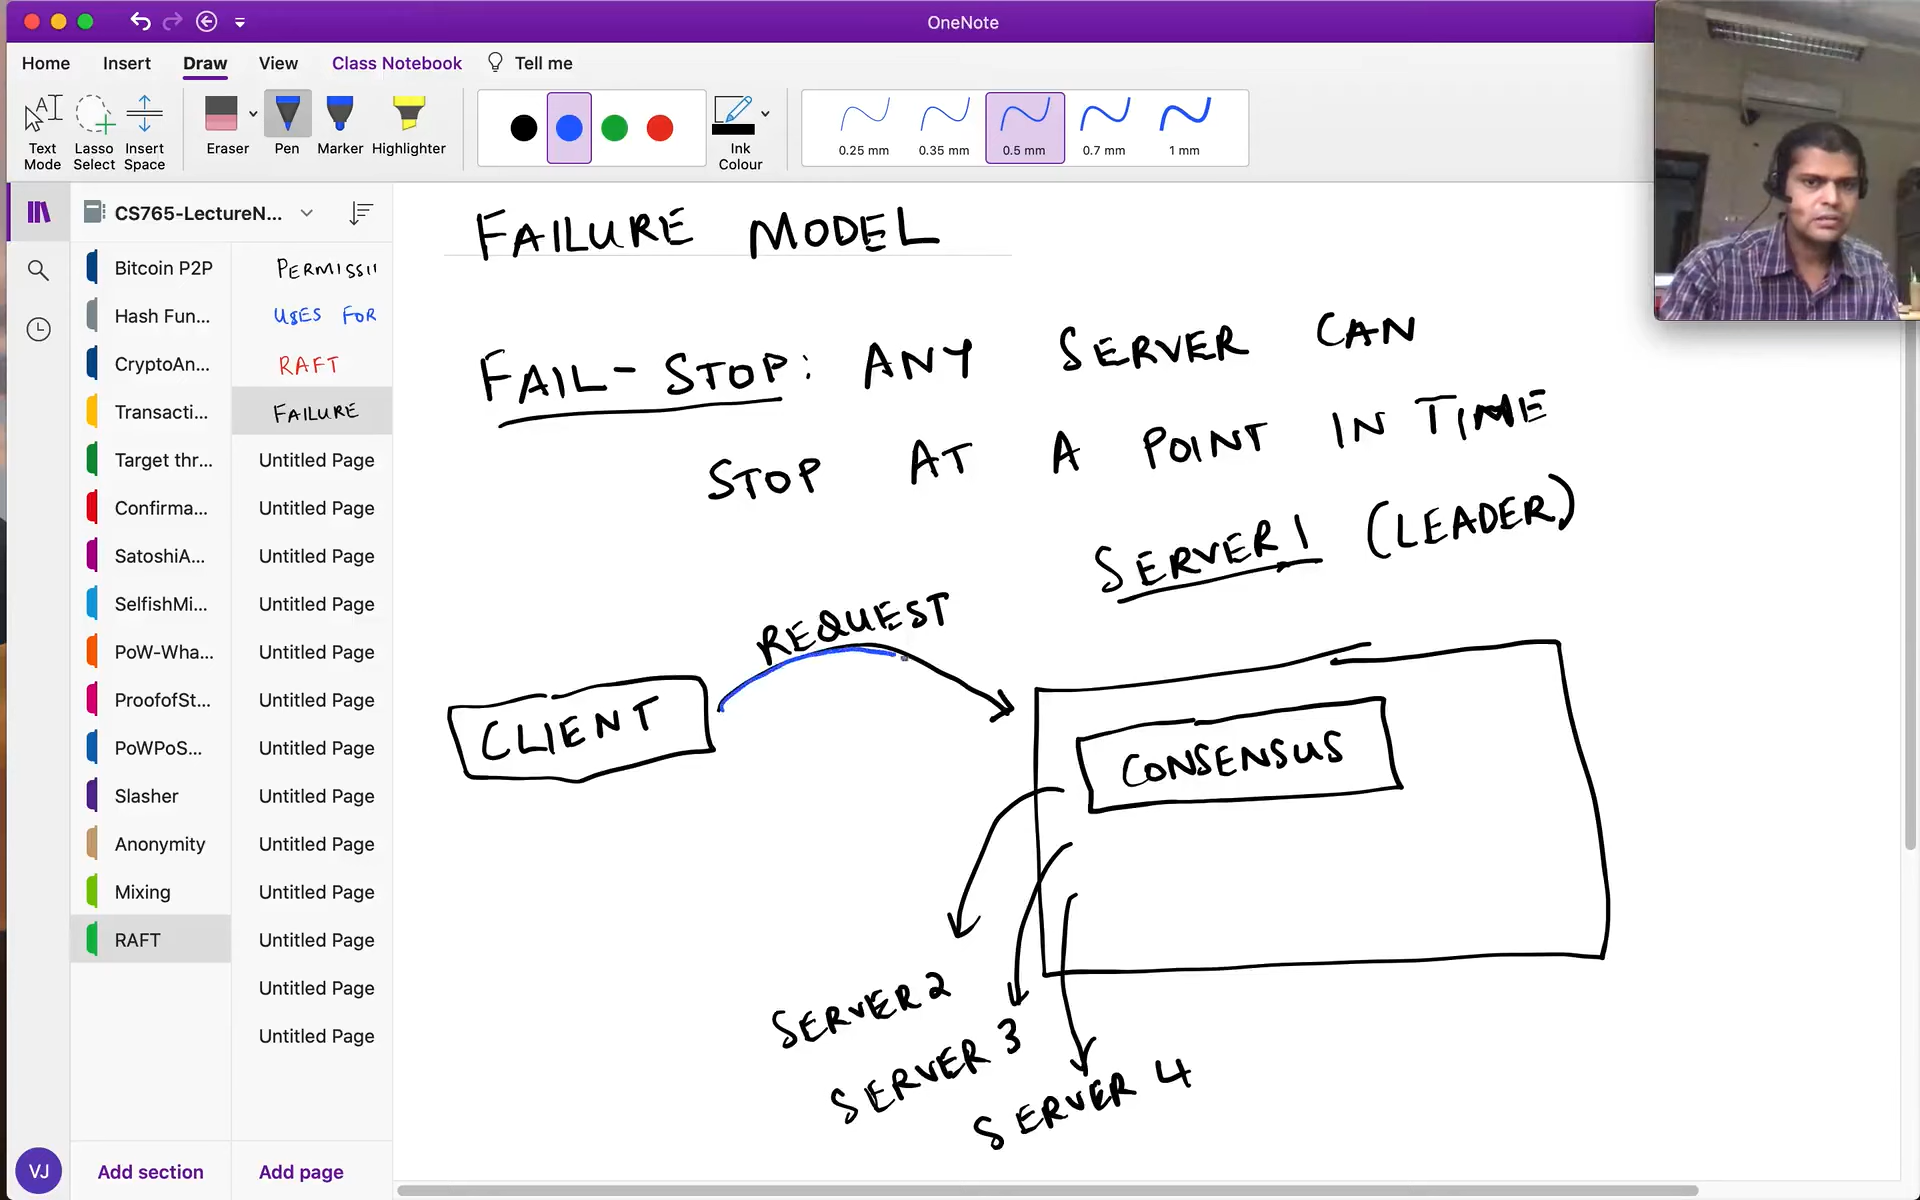 OneNote
Home Insert Draw View Class Notebook Tell me
Text Mode
Lasso Select
Insert Space
Eraser
Pen
Marker
Highlighter
Ink Colour
0.25 mm
0.35 mm
0.5 mm
0.7 mm
1 mm
CS765-LectureN...
Bitcoin P2P
Hash Fun...
CryptoAn...
Transacti...
Target thr...
Confirma...
SatoshiA...
SelfishMi...
PoW-Wha...
ProofofSt...
PoWPoS...
Slasher
Anonymity
Mixing
RAFT
PERMISSI
USES FOR
RAFT
FAILURE
Untitled Page
Untitled Page
Untitled Page
Untitled Page
Untitled Page
Untitled Page
Untitled Page
Untitled Page
Untitled Page
Untitled Page
Untitled Page
Untitled Page
Untitled Page
VJ
Add section
Add page
FAILURE MODEL
FAIL-STOP: ANY SERVER CAN
STOP AT A POINT IN TIME
SERVER 1 (LEADER)
REQUEST
CLIENT
CONSENSUS
SERVER 2
SERVER 3
SERVER 4